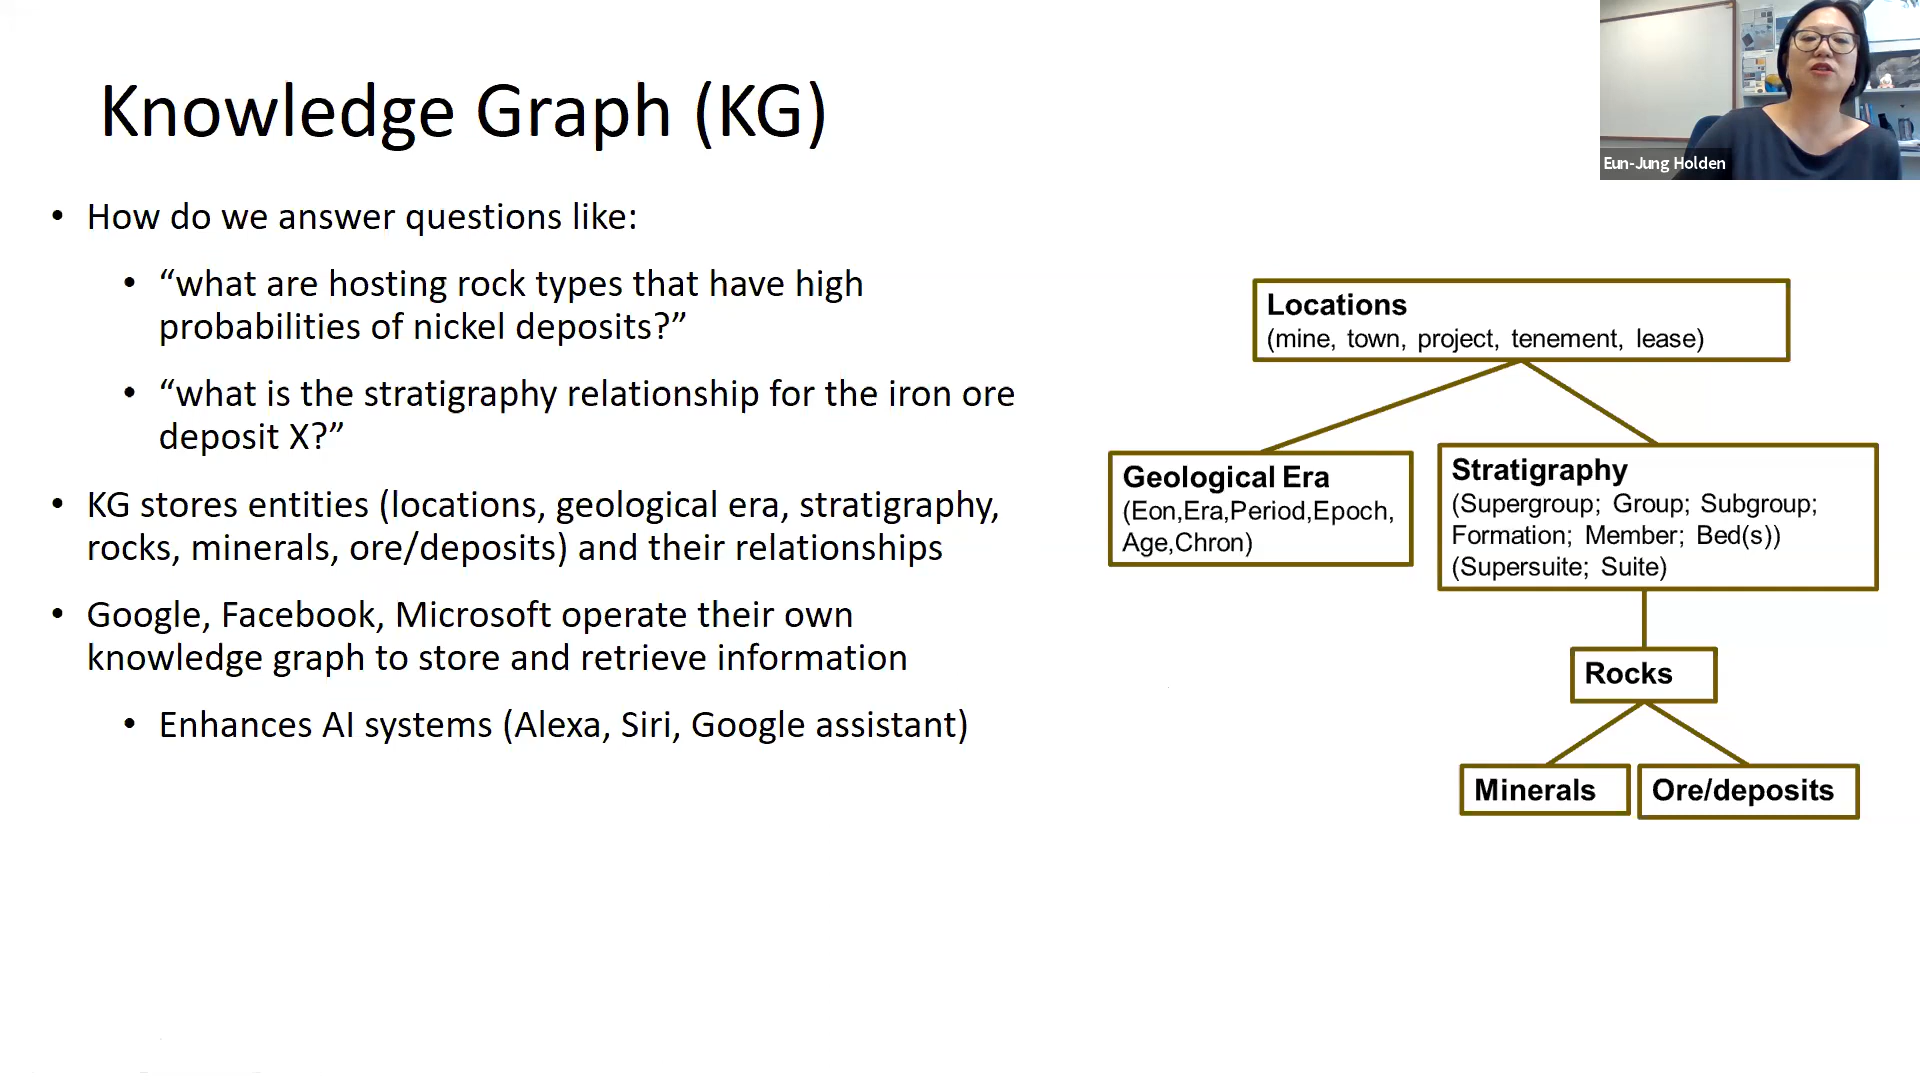 Knowledge Graph (KG)
• How do we answer questions like:
• “what are hosting rock types that have high
probabilities of nickel deposits?”
• “what is the stratigraphy relationship for the iron ore
deposit X?”
• KG stores entities (locations, geological era, stratigraphy,
rocks, minerals, ore/deposits) and their relationships
• Google, Facebook, Microsoft operate their own
knowledge graph to store and retrieve information
• Enhances AI systems (Alexa, Siri, Google assistant)
Eun-Jung Holden
Locations
(mine, town, project, tenement, lease)
Geological Era
(Eon,Era,Period,Epoch,
Age,Chron)
Stratigraphy
(Supergroup; Group; Subgroup;
Formation; Member; Bed(s))
(Supersuite; Suite)
Rocks
Minerals
Ore/deposits